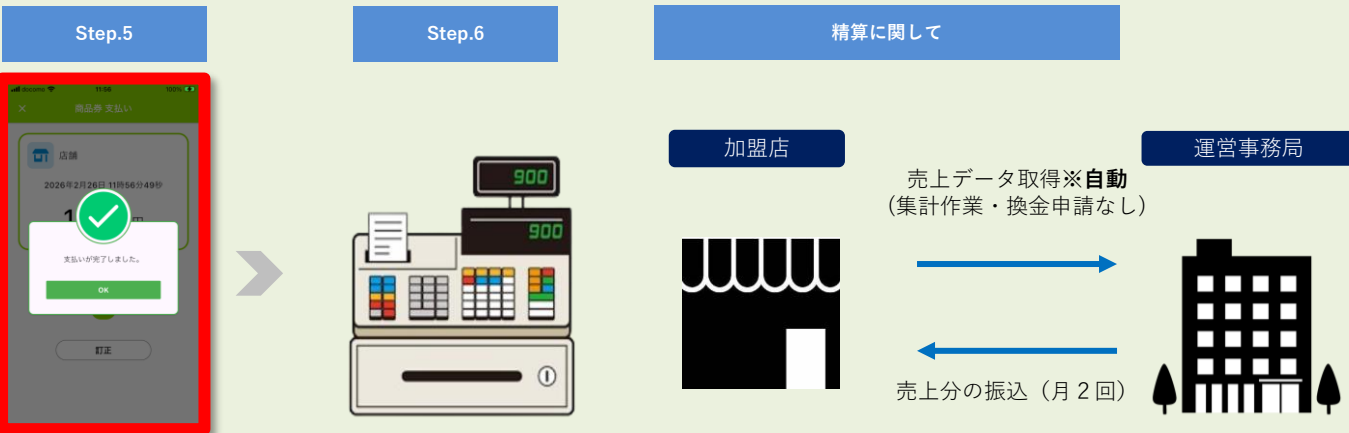 Step.5
Step.6
精算に関して
docomo 11:56 100%
× 商品券 支払い
店舗
2026年2月26日 11時56分49秒
1 円
支払いが完了しました。
OK
訂正
900
900
加盟店
運営事務局
売上データ取得※自動
（集計作業・換金申請なし）
売上分の振込（月２回）